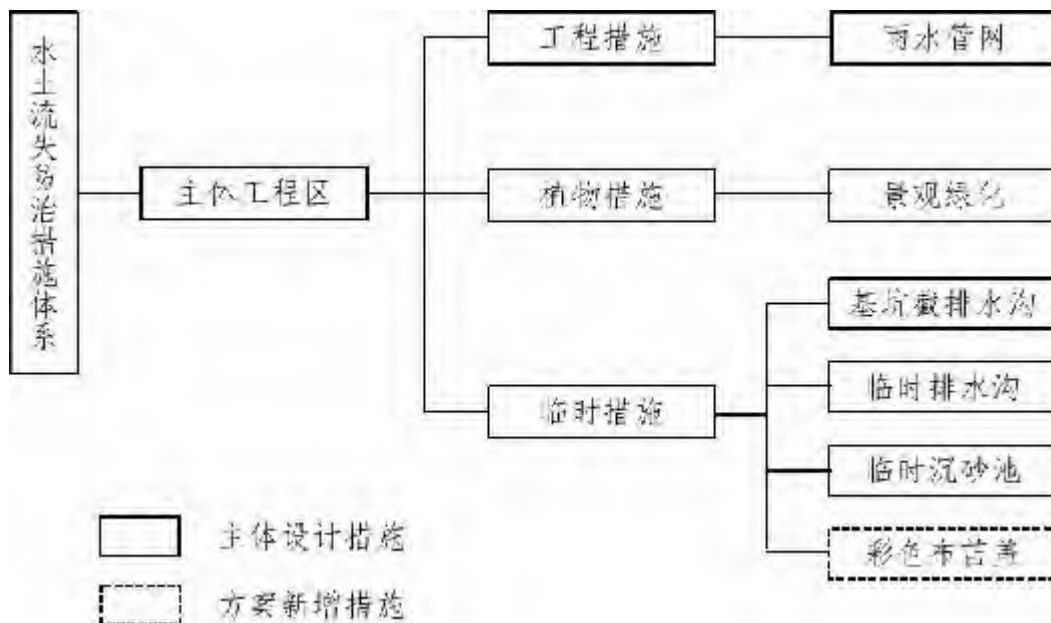 水土流失防治措施体系
主体工程区
工程措施
雨水管网
植物措施
景观绿化
临时措施
基坑截排水沟
临时排水沟
临时沉砂池
彩色布苫盖
主体设计措施
方案新增措施